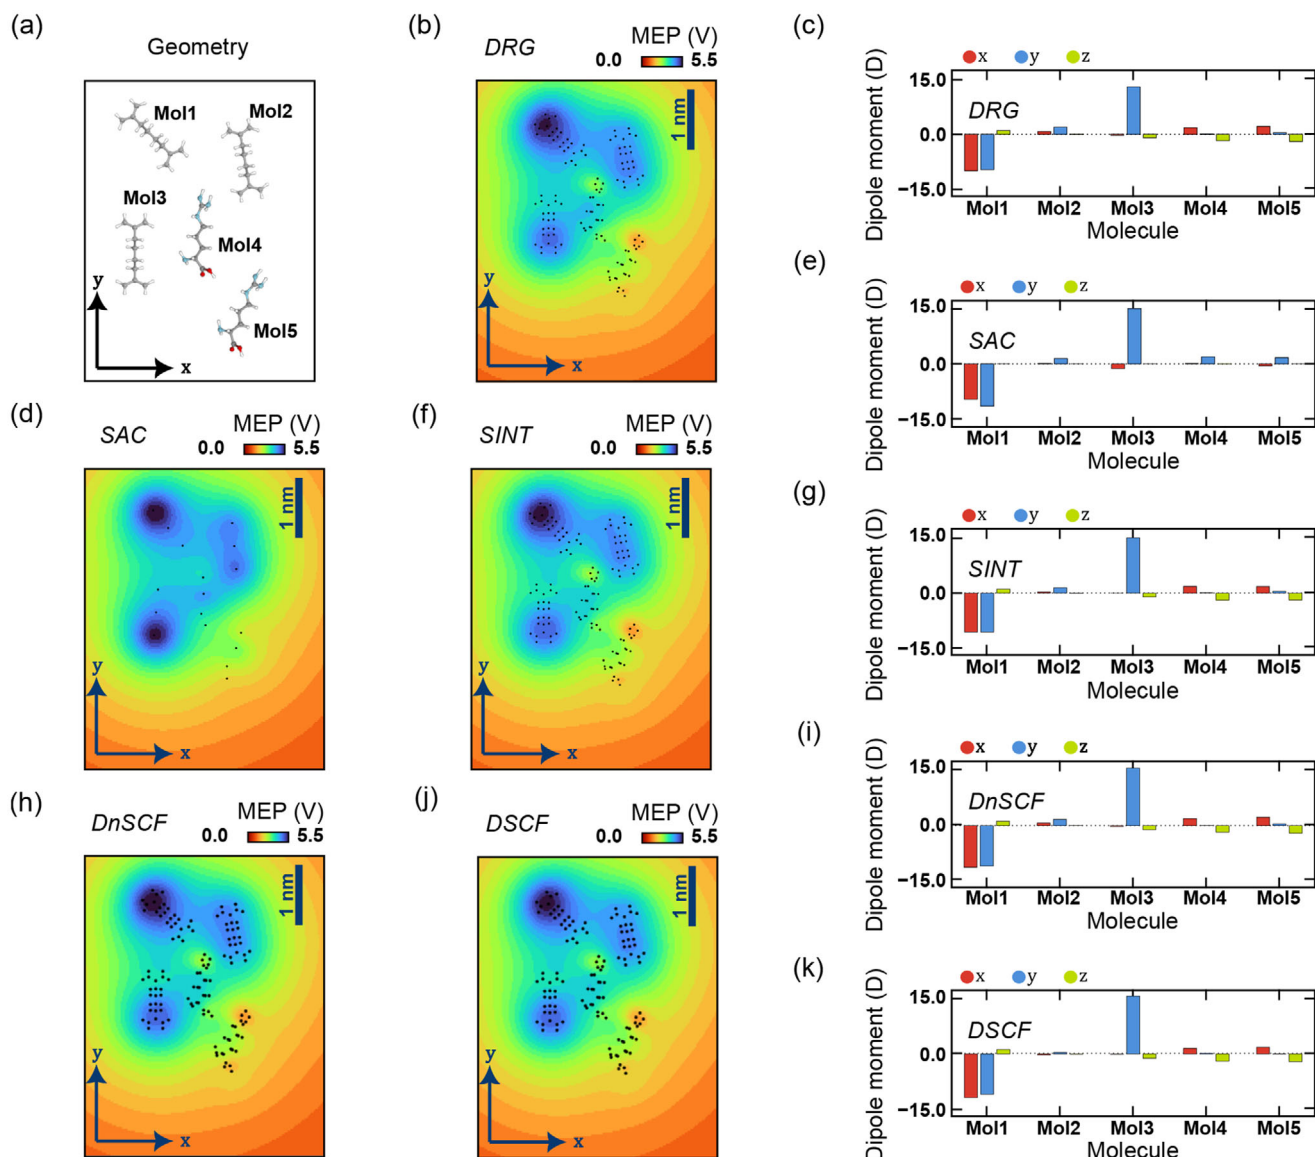 (a)
Geometry
Mol1
Mol2
Mol3
Mol4
Mol5
y
x
(b)
DRG
MEP (V)
0.0 5.5
1 nm
y
x
(c)
x y z
Dipole moment (D)
15.0
0.0
−15.0
DRG
Mol1 Mol2 Mol3 Mol4 Mol5
Molecule
(e)
x y z
Dipole moment (D)
15.0
0.0
−15.0
SAC
Mol1 Mol2 Mol3 Mol4 Mol5
Molecule
(d)
SAC
MEP (V)
0.0 5.5
1 nm
y
x
(f)
SINT
MEP (V)
0.0 5.5
1 nm
y
x
(g)
x y z
Dipole moment (D)
15.0
0.0
−15.0
SINT
Mol1 Mol2 Mol3 Mol4 Mol5
Molecule
(i)
x y z
Dipole moment (D)
15.0
0.0
−15.0
DnSCF
Mol1 Mol2 Mol3 Mol4 Mol5
Molecule
(h)
DnSCF
MEP (V)
0.0 5.5
1 nm
y
x
(j)
DSCF
MEP (V)
0.0 5.5
1 nm
y
x
(k)
x y z
Dipole moment (D)
15.0
0.0
−15.0
DSCF
Mol1 Mol2 Mol3 Mol4 Mol5
Molecule